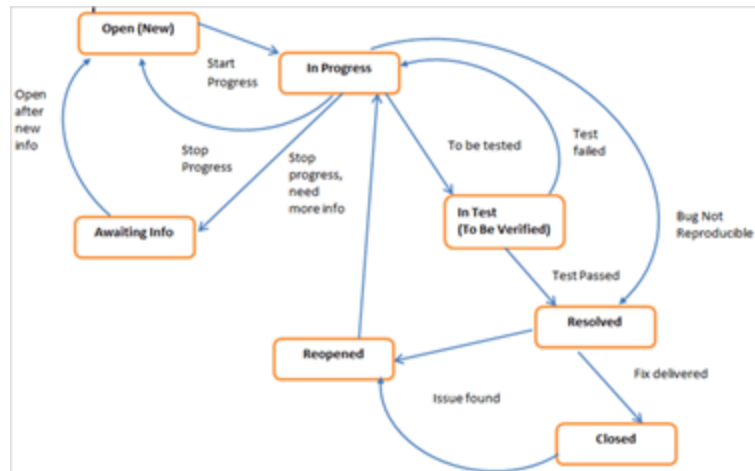 Open (New)
Start
Progress
In Progress
Open
after
new
info
Stop
Progress
Stop
progress,
need
more info
To be tested
Test
failed
In Test
(To Be Verified)
Bug Not
Reproducible
Awaiting Info
Test Passed
Resolved
Reopened
Fix delivered
Issue found
Closed